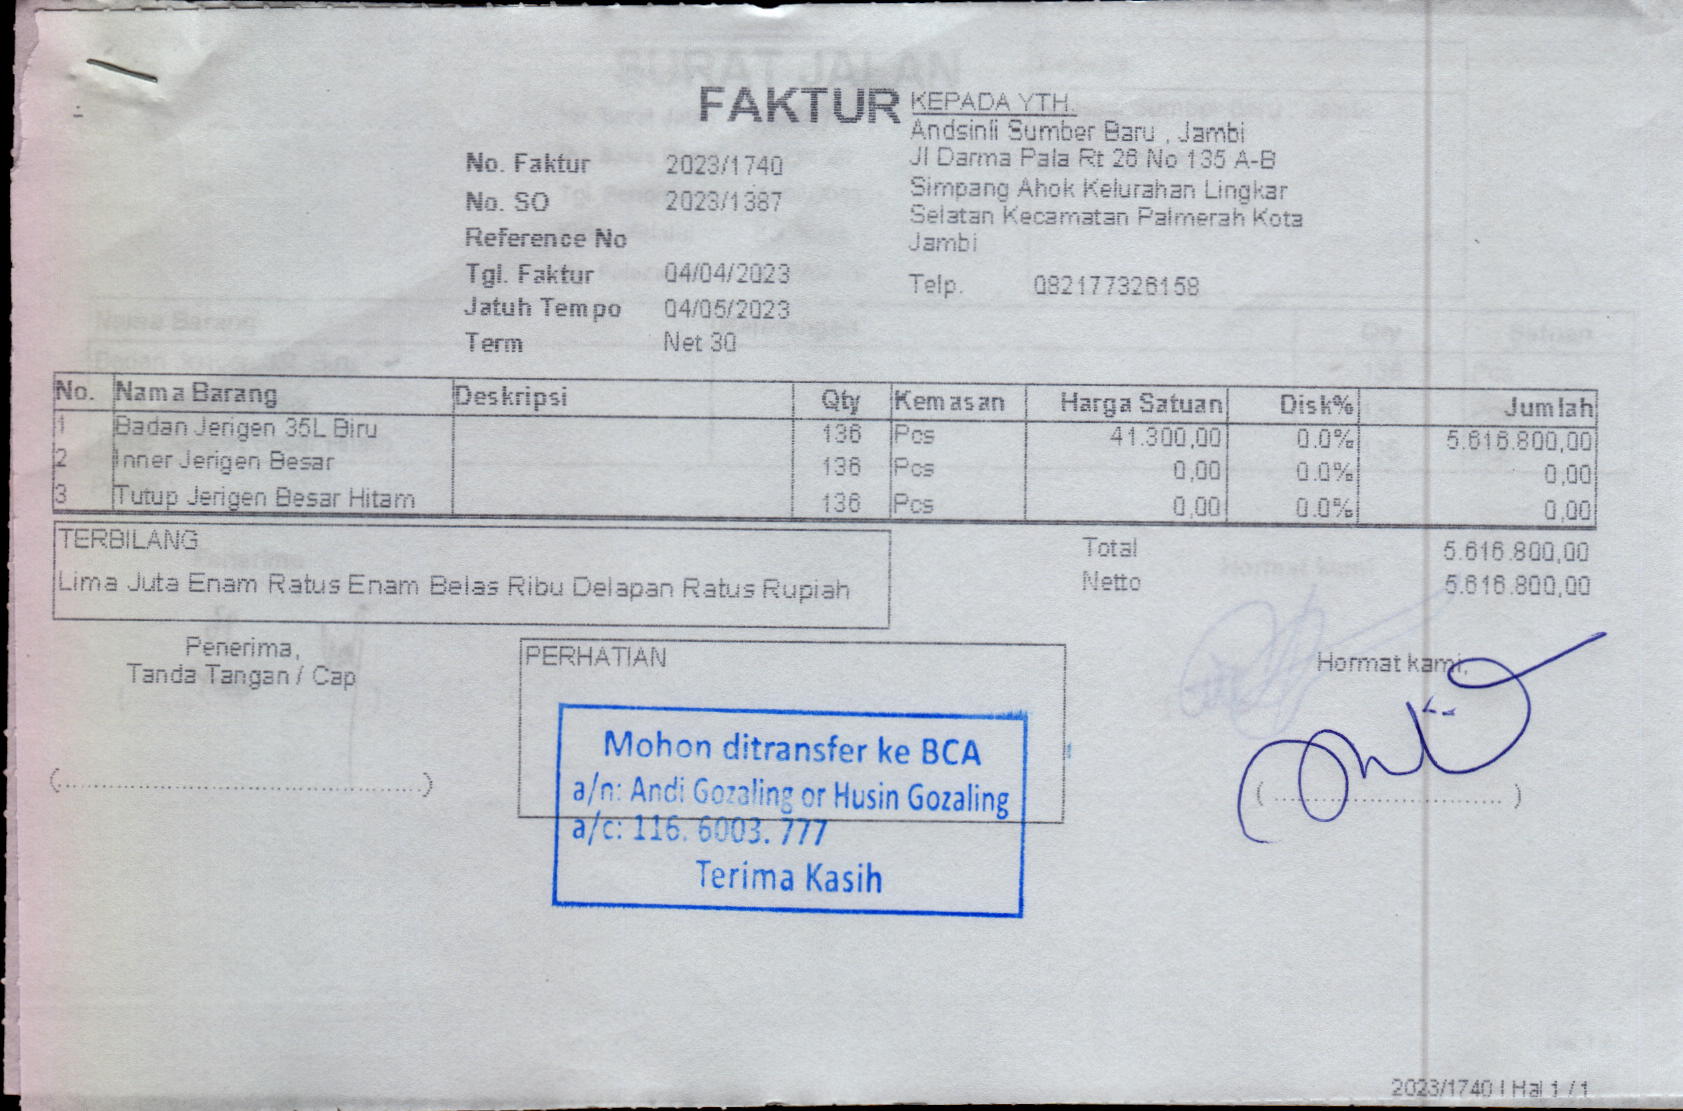 FAKTUR
KEPADA YTH.
Andsinli Sumber Baru , Jambi
Jl Darma Pala Rt 26 No 135 A-B
Simpang Ahok Kelurahan Lingkar
Selatan Kecamatan Palmerah Kota
Jambi
Telp. 082177326158
No. Faktur 2023/1740
No. SO 2023/1387
Reference No
Tgl. Faktur 04/04/2023
Jatuh Tempo 04/05/2023
Term Net 30
No. Nama Barang Deskripsi Qty Kemasan Harga Satuan Disk% Jumlah
1 Badan Jerigen 35L Biru 136 Pcs 41.300,00 0.0% 5.616.800,00
2 Inner Jerigen Besar 136 Pcs 0,00 0.0% 0,00
3 Tutup Jerigen Besar Hitam 136 Pcs 0,00 0.0% 0,00
TERBILANG
Lima Juta Enam Ratus Enam Belas Ribu Delapan Ratus Rupiah
Total 5.616.800,00
Netto 5.616.800,00
Penerima,
Tanda Tangan / Cap
PERHATIAN
Mohon ditransfer ke BCA
a/n: Andi Gozaling or Husin Gozaling
a/c: 116. 6003. 777
Terima Kasih
Hormat kami,
2023/1740 I Hal 1 / 1